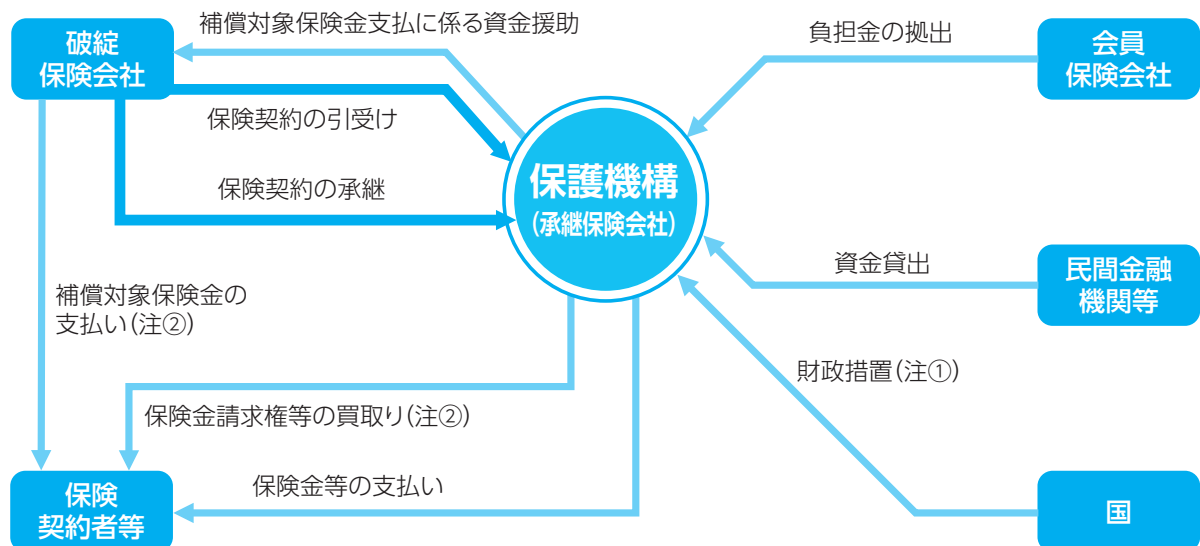 補償対象保険金支払に係る資金援助
破綻
保険会社
負担金の拠出
会員
保険会社
保険契約の引受け
保険契約の承継
保護機構
(承継保険会社)
資金貸出
民間金融
機関等
補償対象保険金の
支払い(注②)
財政措置(注①)
保険金請求権等の買取り(注②)
保険金等の支払い
保険
契約者等
国